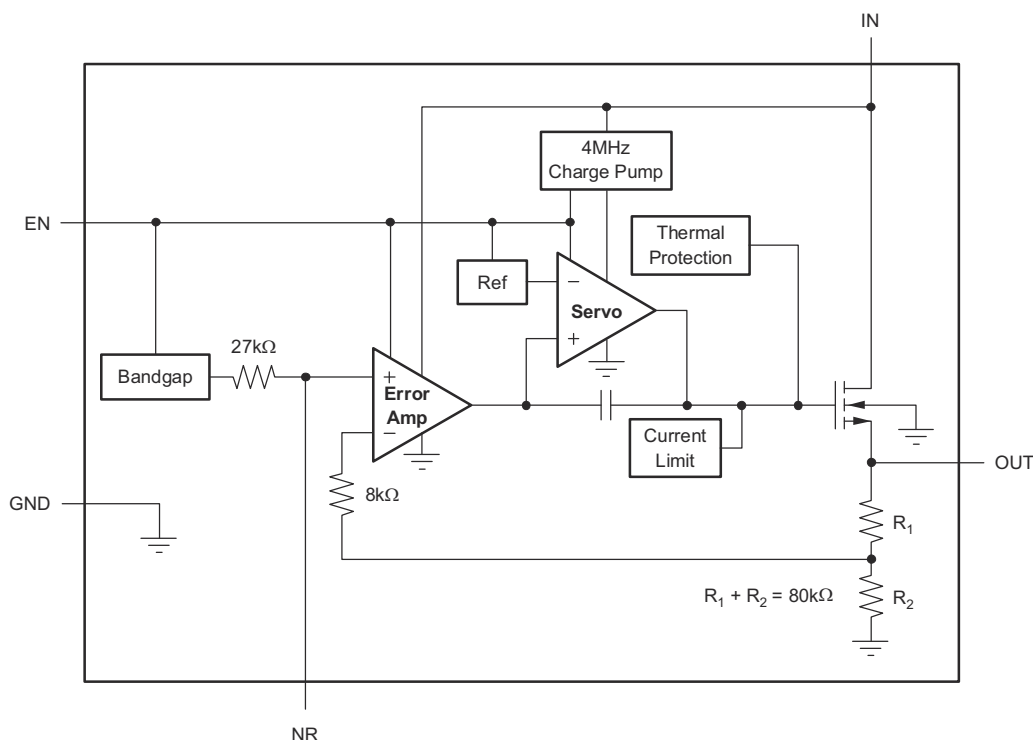 IN
4MHz
Charge Pump
EN
Thermal
Protection
Ref
−
Servo
+
27kΩ
Bandgap
+
Error
Amp
−
Current
Limit
OUT
8kΩ
GND
R1
R1 + R2 = 80kΩ
R2
NR